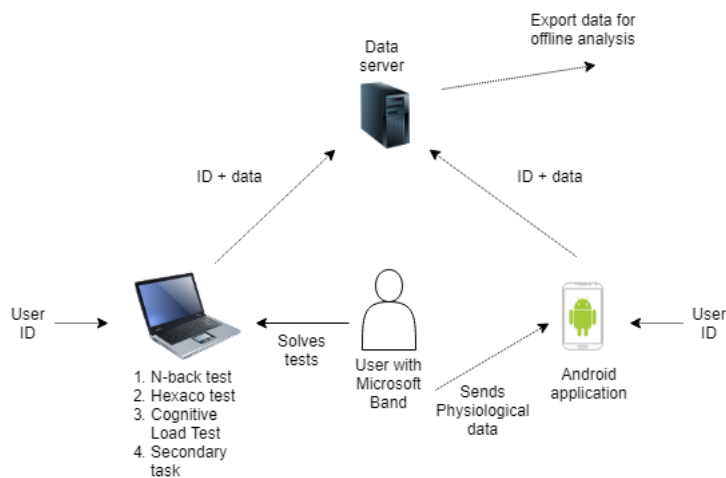 Export data for
offline analysis
Data
server
ID + data
ID + data
User
ID
Solves
tests
User
ID
1. N-back test
2. Hexaco test
3. Cognitive
Load Test
4. Secondary
task
User with
Microsoft
Band
Sends
Physiological
data
Android
application